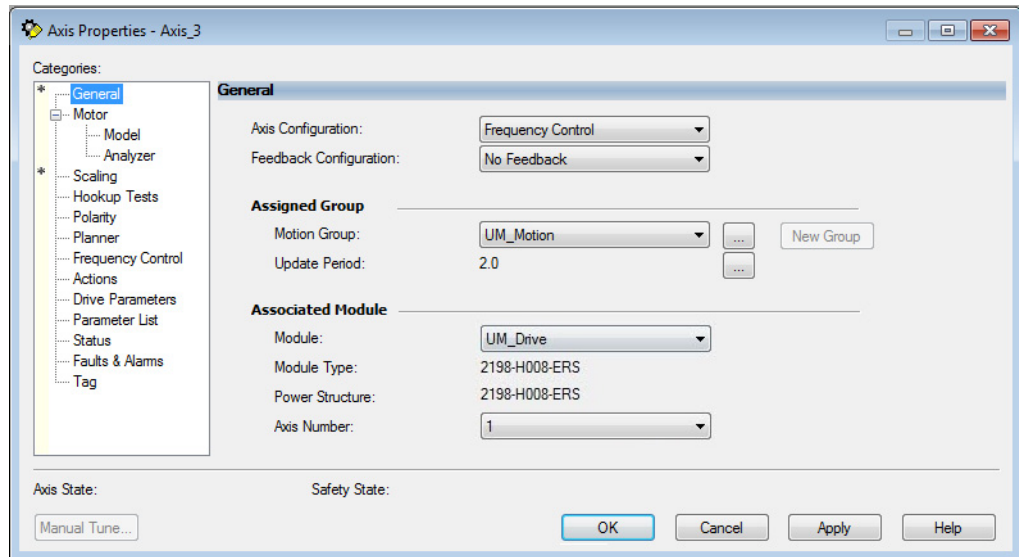 Axis Properties - Axis_3
Categories:
* General
Motor
Model
Analyzer
* Scaling
Hookup Tests
Polarity
Planner
Frequency Control
Actions
Drive Parameters
Parameter List
Status
Faults & Alarms
Tag
General
Axis Configuration: Frequency Control
Feedback Configuration: No Feedback
Assigned Group
Motion Group: UM_Motion ... New Group
Update Period: 2.0 ...
Associated Module
Module: UM_Drive
Module Type: 2198-H008-ERS
Power Structure: 2198-H008-ERS
Axis Number: 1
Axis State: Safety State:
Manual Tune... OK Cancel Apply Help